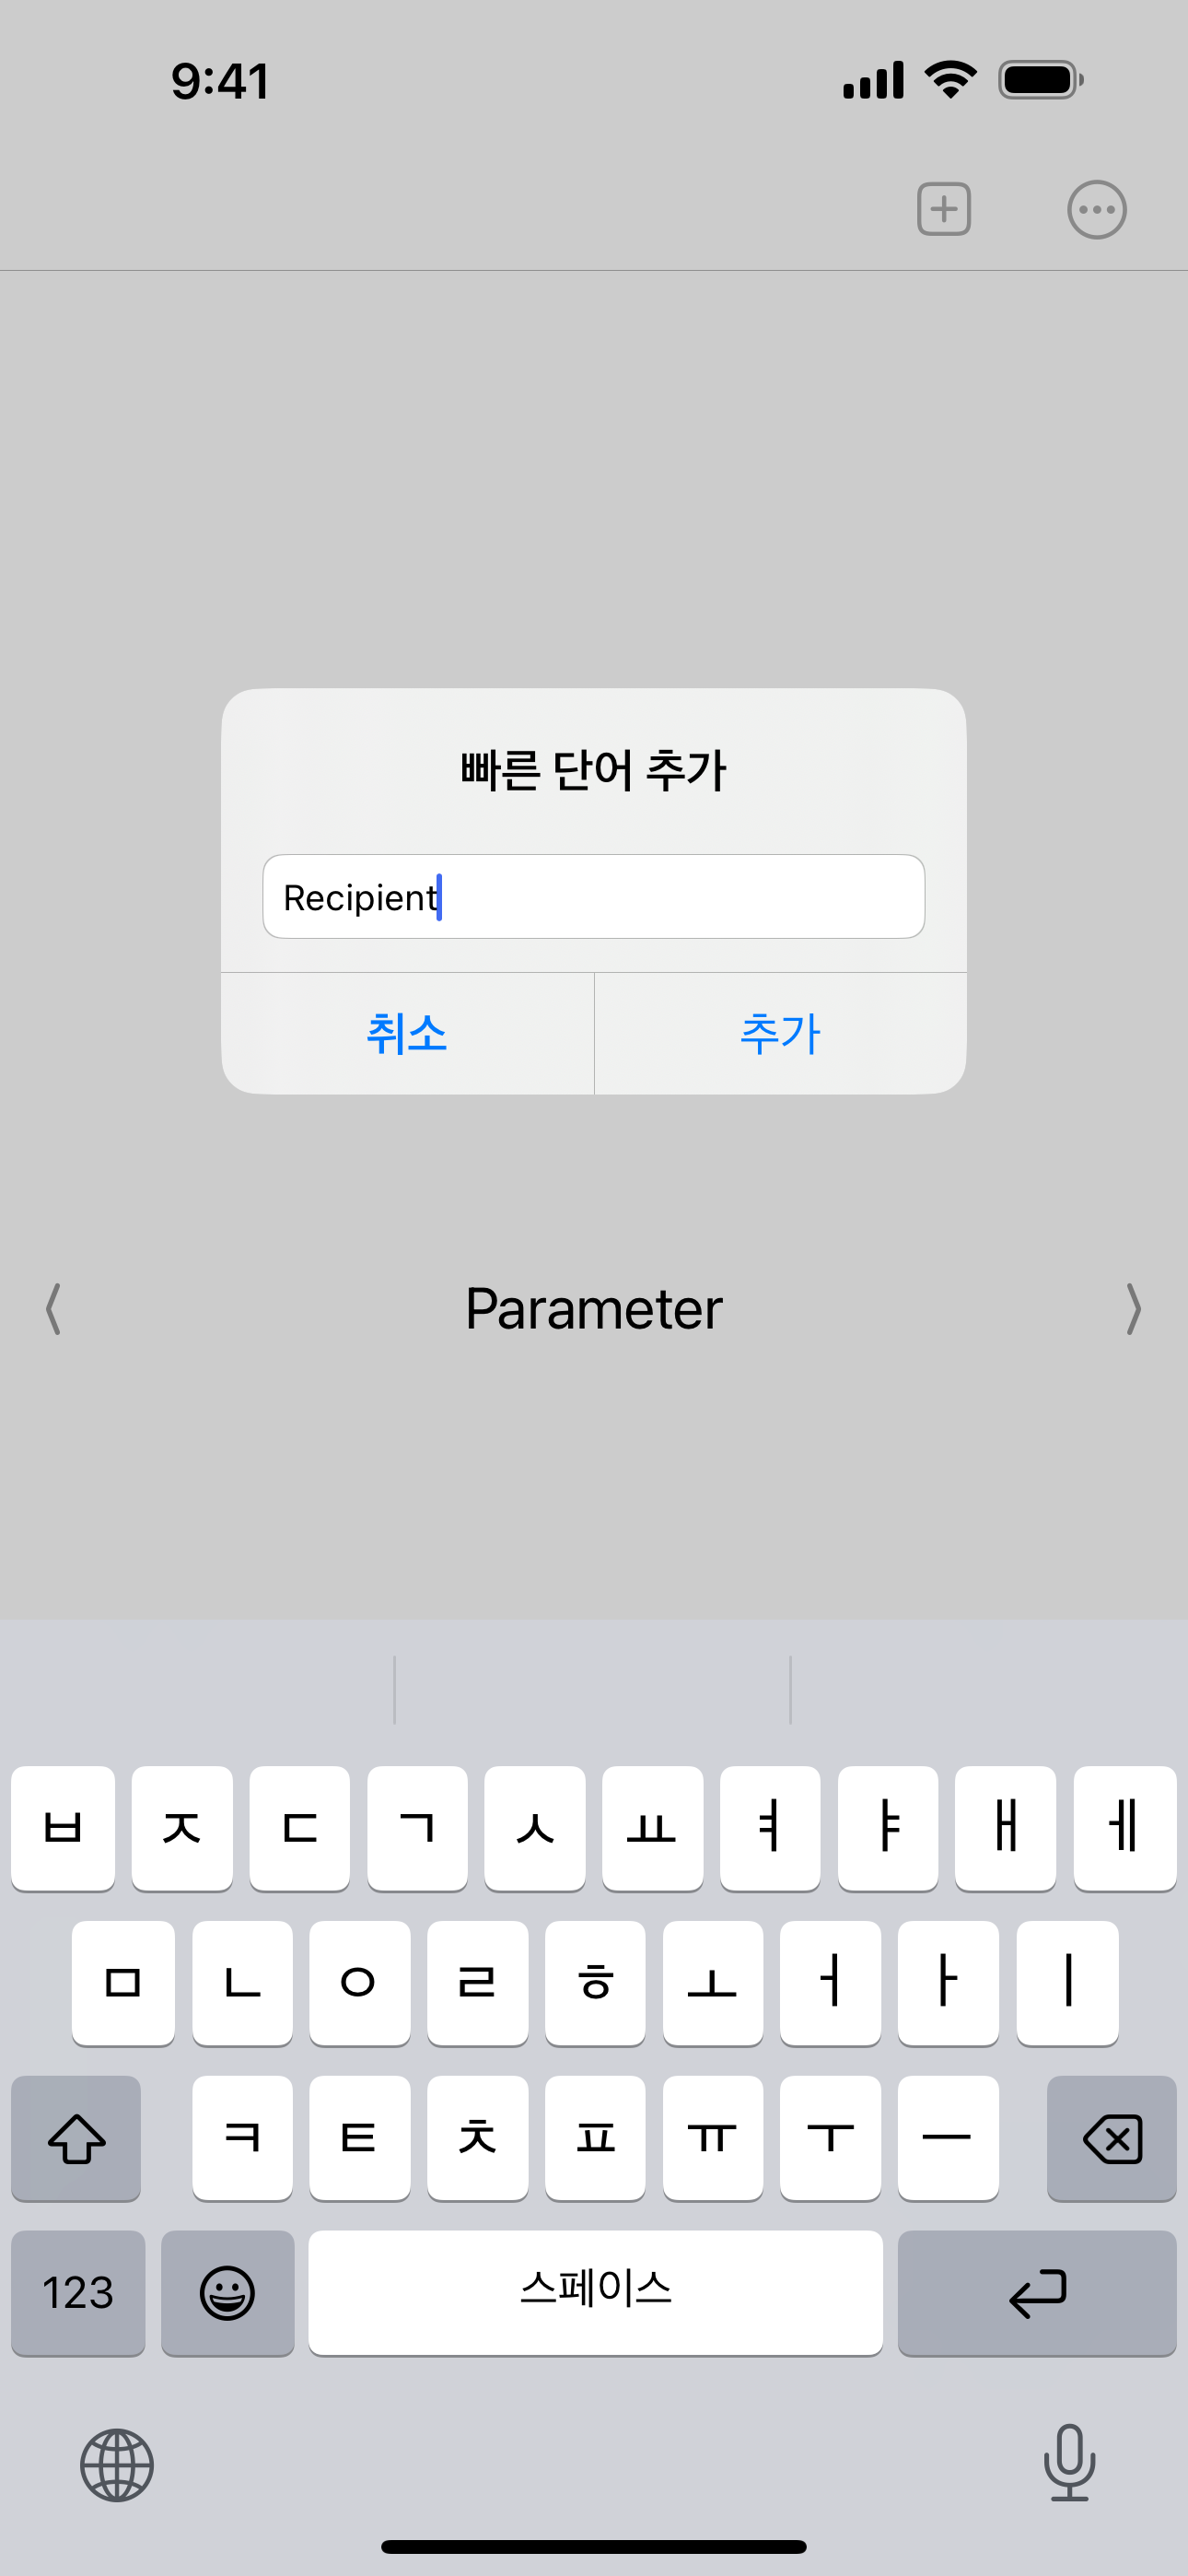 9:41
빠른 단어 추가
Recipient
취소 추가
Parameter
ㅂ ㅈ ㄷ ㄱ ㅅ ㅛ ㅕ ㅑ ㅐ ㅔ
ㅁ ㄴ ㅇ ㄹ ㅎ ㅗ ㅓ ㅏ ㅣ
ㅋ ㅌ ㅊ ㅍ ㅠ ㅜ ㅡ
123 스페이스